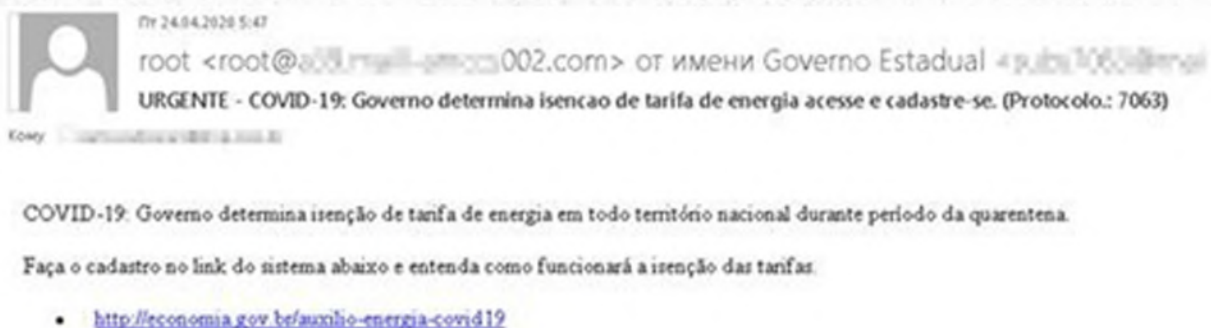 Пт 24.04.2020 5:47
root <root@ 002.com> от имени Governo Estadual
URGENTE - COVID-19: Governo determina isencao de tarifa de energia acesse e cadastre-se. (Protocolo.: 7063)
Кому
COVID-19: Governo determina isenção de tarifa de energia em todo território nacional durante período da quarentena.
Faça o cadastro no link do sistema abaixo e entenda como funcionará a isenção das tarifas.
• http://economia.gov.br/auxilio-energia-covid19